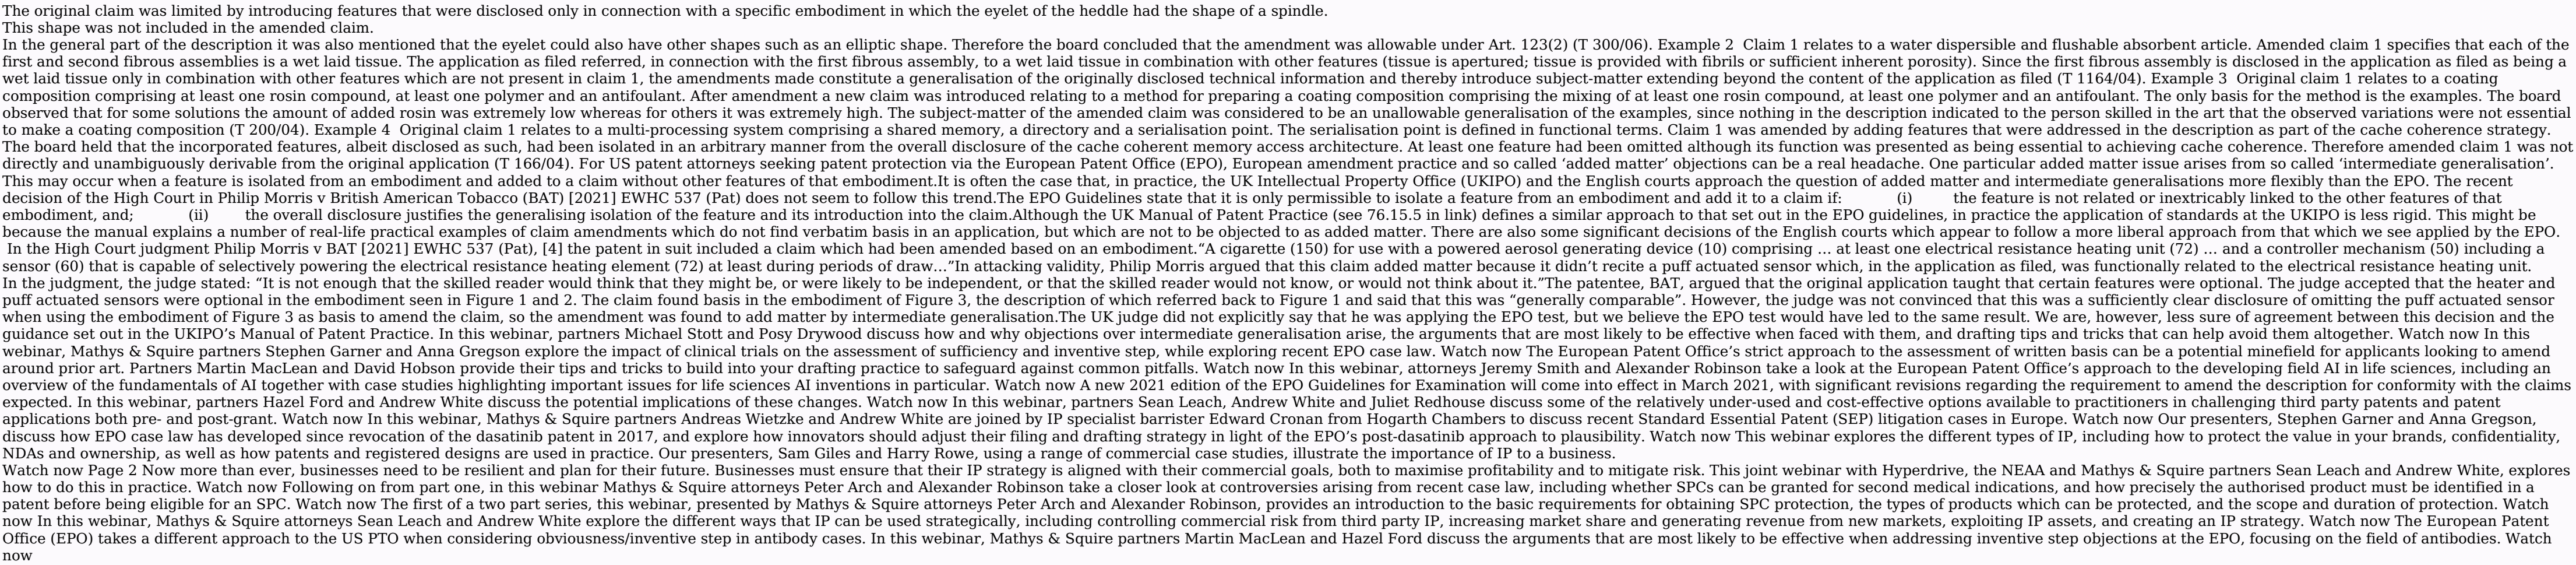 The original claim was limited by introducing features that were disclosed only in connection with a specific embodiment in which the eyelet of the heddle had the shape of a spindle.
This shape was not included in the amended claim.
In the general part of the description it was also mentioned that the eyelet could also have other shapes such as an elliptic shape. Therefore the board concluded that the amendment was allowable under Art. 123(2) (T 300/06). Example 2  Claim 1 relates to a water dispersible and flushable absorbent article. Amended claim 1 specifies that each of the
first and second fibrous assemblies is a wet laid tissue. The application as filed referred, in connection with the first fibrous assembly, to a wet laid tissue in combination with other features (tissue is apertured; tissue is provided with fibrils or sufficient inherent porosity). Since the first fibrous assembly is disclosed in the application as filed as being a
wet laid tissue only in combination with other features which are not present in claim 1, the amendments made constitute a generalisation of the originally disclosed technical information and thereby introduce subject-matter extending beyond the content of the application as filed (T 1164/04). Example 3  Original claim 1 relates to a coating
composition comprising at least one rosin compound, at least one polymer and an antifoulant. After amendment a new claim was introduced relating to a method for preparing a coating composition comprising the mixing of at least one rosin compound, at least one polymer and an antifoulant. The only basis for the method is the examples. The board
observed that for some solutions the amount of added rosin was extremely low whereas for others it was extremely high. The subject-matter of the amended claim was considered to be an unallowable generalisation of the examples, since nothing in the description indicated to the person skilled in the art that the observed variations were not essential
to make a coating composition (T 200/04). Example 4  Original claim 1 relates to a multi-processing system comprising a shared memory, a directory and a serialisation point. The serialisation point is defined in functional terms. Claim 1 was amended by adding features that were addressed in the description as part of the cache coherence strategy.
The board held that the incorporated features, albeit disclosed as such, had been isolated in an arbitrary manner from the overall disclosure of the cache coherent memory access architecture. At least one feature had been omitted although its function was presented as being essential to achieving cache coherence. Therefore amended claim 1 was not
directly and unambiguously derivable from the original application (T 166/04). For US patent attorneys seeking patent protection via the European Patent Office (EPO), European amendment practice and so called ‘added matter’ objections can be a real headache. One particular added matter issue arises from so called ‘intermediate generalisation’.
This may occur when a feature is isolated from an embodiment and added to a claim without other features of that embodiment.It is often the case that, in practice, the UK Intellectual Property Office (UKIPO) and the English courts approach the question of added matter and intermediate generalisations more flexibly than the EPO. The recent
decision of the High Court in Philip Morris v British American Tobacco (BAT) [2021] EWHC 537 (Pat) does not seem to follow this trend.The EPO Guidelines state that it is only permissible to isolate a feature from an embodiment and add it to a claim if:        (i)      the feature is not related or inextricably linked to the other features of that
embodiment, and;        (ii)      the overall disclosure justifies the generalising isolation of the feature and its introduction into the claim.Although the UK Manual of Patent Practice (see 76.15.5 in link) defines a similar approach to that set out in the EPO guidelines, in practice the application of standards at the UKIPO is less rigid. This might be
because the manual explains a number of real-life practical examples of claim amendments which do not find verbatim basis in an application, but which are not to be objected to as added matter. There are also some significant decisions of the English courts which appear to follow a more liberal approach from that which we see applied by the EPO.
In the High Court judgment Philip Morris v BAT [2021] EWHC 537 (Pat), [4] the patent in suit included a claim which had been amended based on an embodiment.“A cigarette (150) for use with a powered aerosol generating device (10) comprising … at least one electrical resistance heating unit (72) … and a controller mechanism (50) including a
sensor (60) that is capable of selectively powering the electrical resistance heating element (72) at least during periods of draw…”In attacking validity, Philip Morris argued that this claim added matter because it didn’t recite a puff actuated sensor which, in the application as filed, was functionally related to the electrical resistance heating unit.
In the judgment, the judge stated: “It is not enough that the skilled reader would think that they might be, or were likely to be independent, or that the skilled reader would not know, or would not think about it.”The patentee, BAT, argued that the original application taught that certain features were optional. The judge accepted that the heater and
puff actuated sensors were optional in the embodiment seen in Figure 1 and 2. The claim found basis in the embodiment of Figure 3, the description of which referred back to Figure 1 and said that this was “generally comparable”. However, the judge was not convinced that this was a sufficiently clear disclosure of omitting the puff actuated sensor
when using the embodiment of Figure 3 as basis to amend the claim, so the amendment was found to add matter by intermediate generalisation.The UK judge did not explicitly say that he was applying the EPO test, but we believe the EPO test would have led to the same result. We are, however, less sure of agreement between this decision and the
guidance set out in the UKIPO’s Manual of Patent Practice. In this webinar, partners Michael Stott and Posy Drywood discuss how and why objections over intermediate generalisation arise, the arguments that are most likely to be effective when faced with them, and drafting tips and tricks that can help avoid them altogether. Watch now In this
webinar, Mathys & Squire partners Stephen Garner and Anna Gregson explore the impact of clinical trials on the assessment of sufficiency and inventive step, while exploring recent EPO case law. Watch now The European Patent Office’s strict approach to the assessment of written basis can be a potential minefield for applicants looking to amend
around prior art. Partners Martin MacLean and David Hobson provide their tips and tricks to build into your drafting practice to safeguard against common pitfalls. Watch now In this webinar, attorneys Jeremy Smith and Alexander Robinson take a look at the European Patent Office’s approach to the developing field AI in life sciences, including an
overview of the fundamentals of AI together with case studies highlighting important issues for life sciences AI inventions in particular. Watch now A new 2021 edition of the EPO Guidelines for Examination will come into effect in March 2021, with significant revisions regarding the requirement to amend the description for conformity with the claims
expected. In this webinar, partners Hazel Ford and Andrew White discuss the potential implications of these changes. Watch now In this webinar, partners Sean Leach, Andrew White and Juliet Redhouse discuss some of the relatively under-used and cost-effective options available to practitioners in challenging third party patents and patent
applications both pre- and post-grant. Watch now In this webinar, Mathys & Squire partners Andreas Wietzke and Andrew White are joined by IP specialist barrister Edward Cronan from Hogarth Chambers to discuss recent Standard Essential Patent (SEP) litigation cases in Europe. Watch now Our presenters, Stephen Garner and Anna Gregson,
discuss how EPO case law has developed since revocation of the dasatinib patent in 2017, and explore how innovators should adjust their filing and drafting strategy in light of the EPO’s post-dasatinib approach to plausibility. Watch now This webinar explores the different types of IP, including how to protect the value in your brands, confidentiality,
NDAs and ownership, as well as how patents and registered designs are used in practice. Our presenters, Sam Giles and Harry Rowe, using a range of commercial case studies, illustrate the importance of IP to a business.
Watch now Page 2 Now more than ever, businesses need to be resilient and plan for their future. Businesses must ensure that their IP strategy is aligned with their commercial goals, both to maximise profitability and to mitigate risk. This joint webinar with Hyperdrive, the NEAA and Mathys & Squire partners Sean Leach and Andrew White, explores
how to do this in practice. Watch now Following on from part one, in this webinar Mathys & Squire attorneys Peter Arch and Alexander Robinson take a closer look at controversies arising from recent case law, including whether SPCs can be granted for second medical indications, and how precisely the authorised product must be identified in a
patent before being eligible for an SPC. Watch now The first of a two part series, this webinar, presented by Mathys & Squire attorneys Peter Arch and Alexander Robinson, provides an introduction to the basic requirements for obtaining SPC protection, the types of products which can be protected, and the scope and duration of protection. Watch
now In this webinar, Mathys & Squire attorneys Sean Leach and Andrew White explore the different ways that IP can be used strategically, including controlling commercial risk from third party IP, increasing market share and generating revenue from new markets, exploiting IP assets, and creating an IP strategy. Watch now The European Patent
Office (EPO) takes a different approach to the US PTO when considering obviousness/inventive step in antibody cases. In this webinar, Mathys & Squire partners Martin MacLean and Hazel Ford discuss the arguments that are most likely to be effective when addressing inventive step objections at the EPO, focusing on the field of antibodies. Watch
now